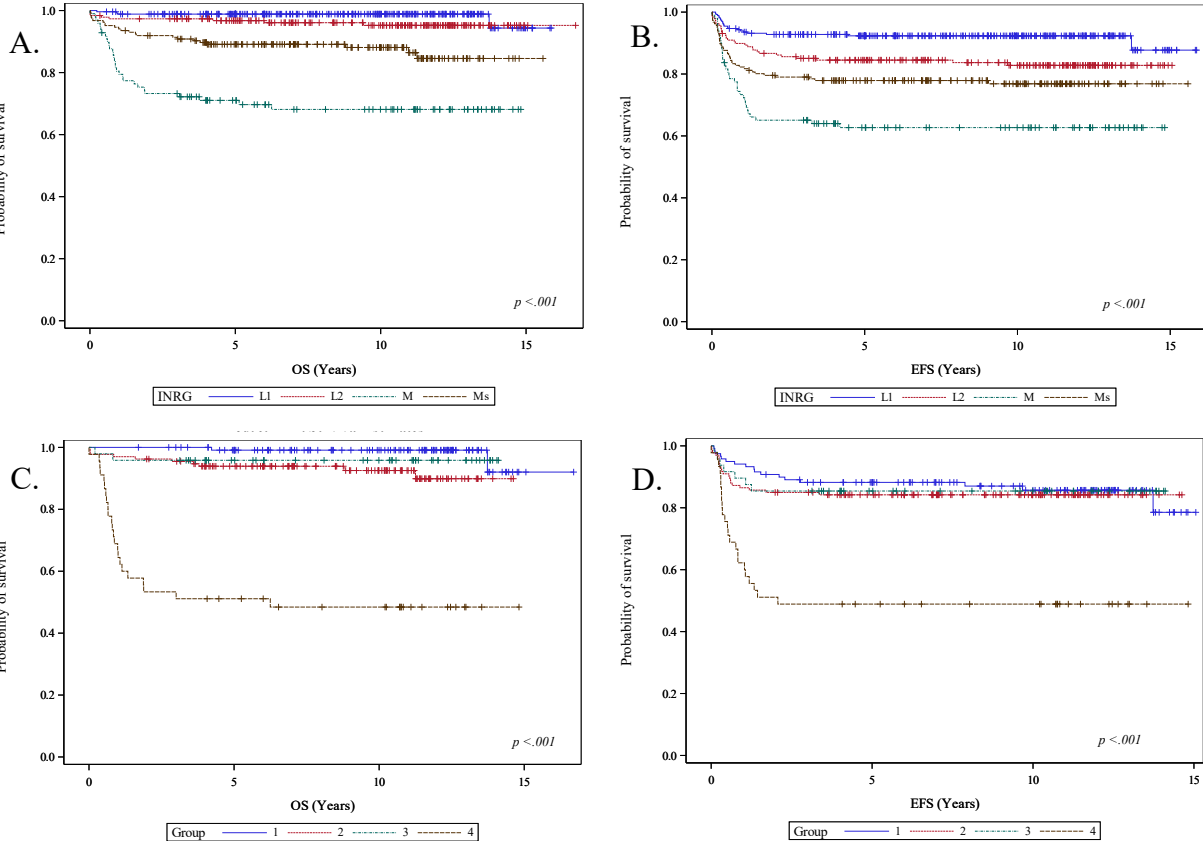 A.
Probability of survival
1.0
0.8
0.6
0.4
0.2
0.0
p <.001
0 5 10 15
OS (Years)
INRG L1 L2 M Ms
B.
Probability of survival
1.0
0.8
0.6
0.4
0.2
0.0
p <.001
0 5 10 15
EFS (Years)
INRG L1 L2 M Ms
C.
Probability of survival
1.0
0.8
0.6
0.4
0.2
0.0
p <.001
0 5 10 15
OS (Years)
Group 1 2 3 4
D.
Probability of survival
1.0
0.8
0.6
0.4
0.2
0.0
p <.001
0 5 10 15
EFS (Years)
Group 1 2 3 4